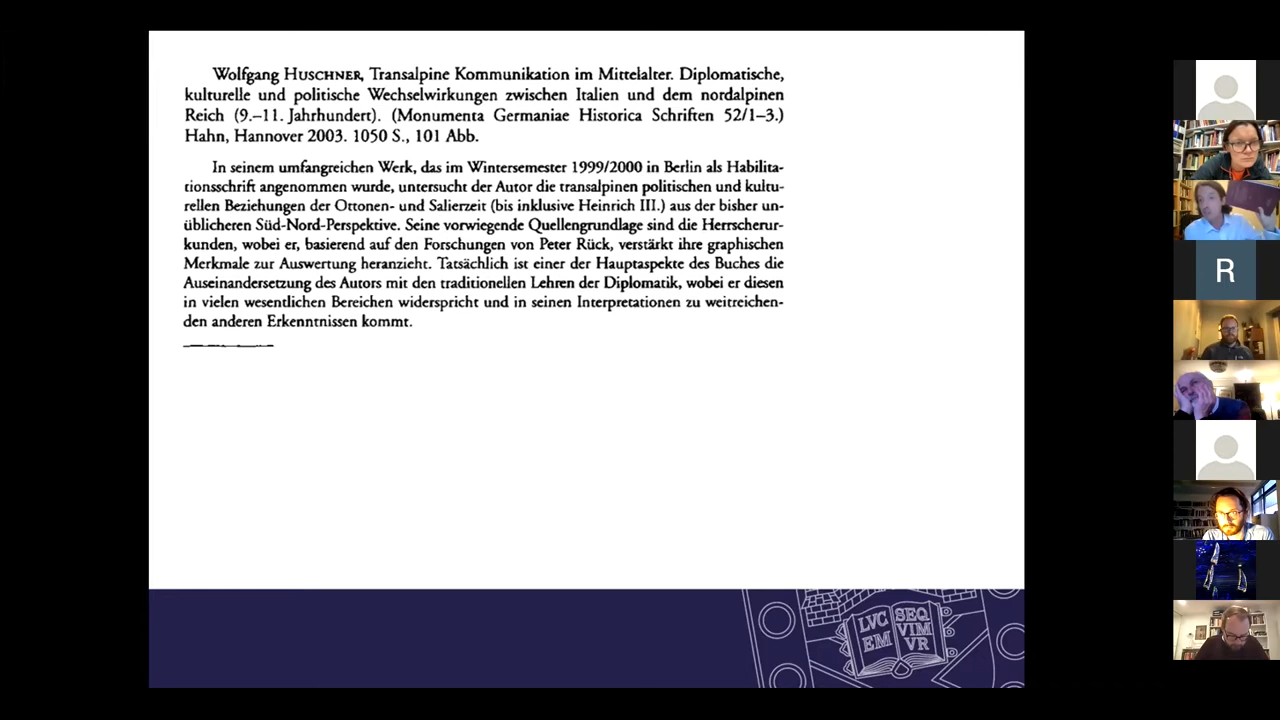 Wolfgang HUSCHNER, Transalpine Kommunikation im Mittelalter. Diplomatische,
kulturelle und politische Wechselwirkungen zwischen Italien und dem nordalpinen
Reich (9.–11. Jahrhundert). (Monumenta Germaniae Historica Schriften 52/1–3.)
Hahn, Hannover 2003. 1050 S., 101 Abb.
In seinem umfangreichen Werk, das im Wintersemester 1999/2000 in Berlin als Habilita-
tionsschrift angenommen wurde, untersucht der Autor die transalpinen politischen und kultu-
rellen Beziehungen der Ottonen- und Salierzeit (bis inklusive Heinrich III.) aus der bisher un-
üblicheren Süd-Nord-Perspektive. Seine vorwiegende Quellengrundlage sind die Herrscherur-
kunden, wobei er, basierend auf den Forschungen von Peter Rück, verstärkt ihre graphischen
Merkmale zur Auswertung heranzieht. Tatsächlich ist einer der Hauptaspekte des Buches die
Auseinandersetzung des Autors mit den traditionellen Lehren der Diplomatik, wobei er diesen
in vielen wesentlichen Bereichen widerspricht und in seinen Interpretationen zu weitreichen-
den anderen Erkenntnissen kommt.
LVC
EM
SEQ
VIM
VR
R